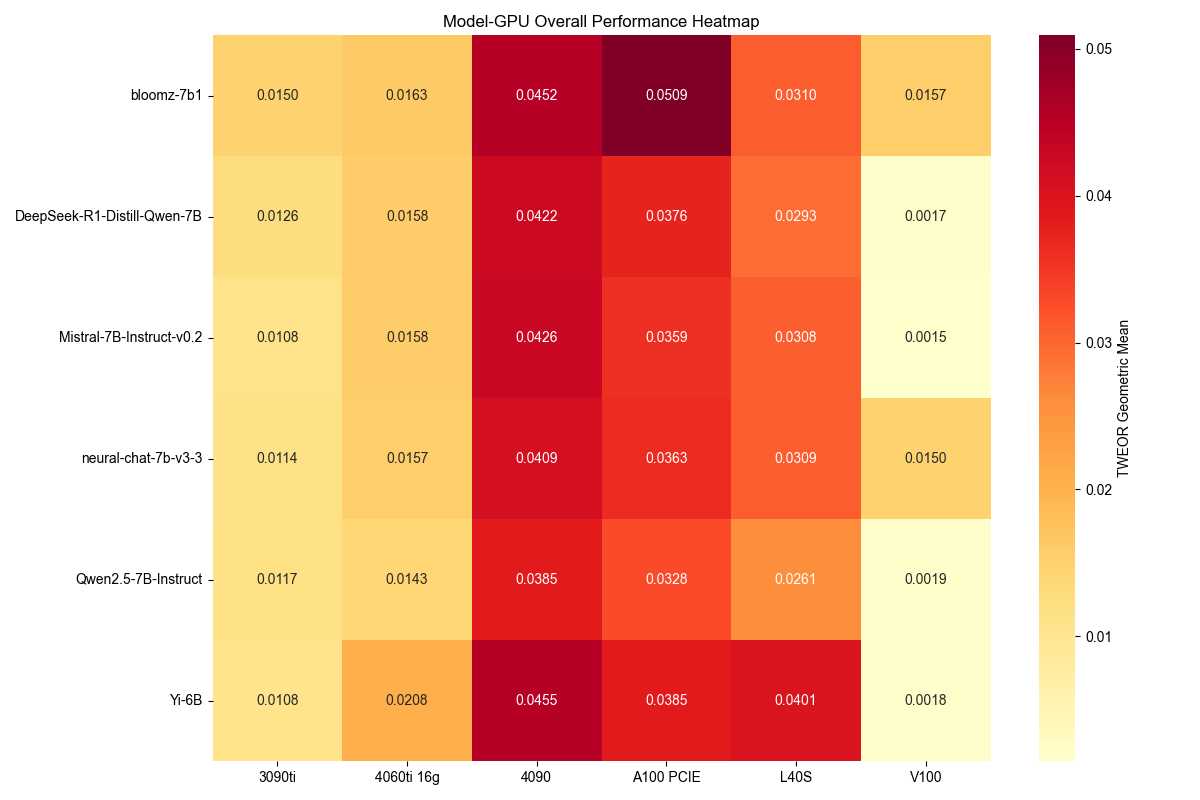 Model-GPU Overall Performance Heatmap
bloomz-7b1 0.0150 0.0163 0.0452 0.0509 0.0310 0.0157
DeepSeek-R1-Distill-Qwen-7B 0.0126 0.0158 0.0422 0.0376 0.0293 0.0017
Mistral-7B-Instruct-v0.2 0.0108 0.0158 0.0426 0.0359 0.0308 0.0015
neural-chat-7b-v3-3 0.0114 0.0157 0.0409 0.0363 0.0309 0.0150
Qwen2.5-7B-Instruct 0.0117 0.0143 0.0385 0.0328 0.0261 0.0019
Yi-6B 0.0108 0.0208 0.0455 0.0385 0.0401 0.0018
3090ti 4060ti 16g 4090 A100 PCIE L40S V100
0.05
0.04
0.03
0.02
0.01
TWEOR Geometric Mean